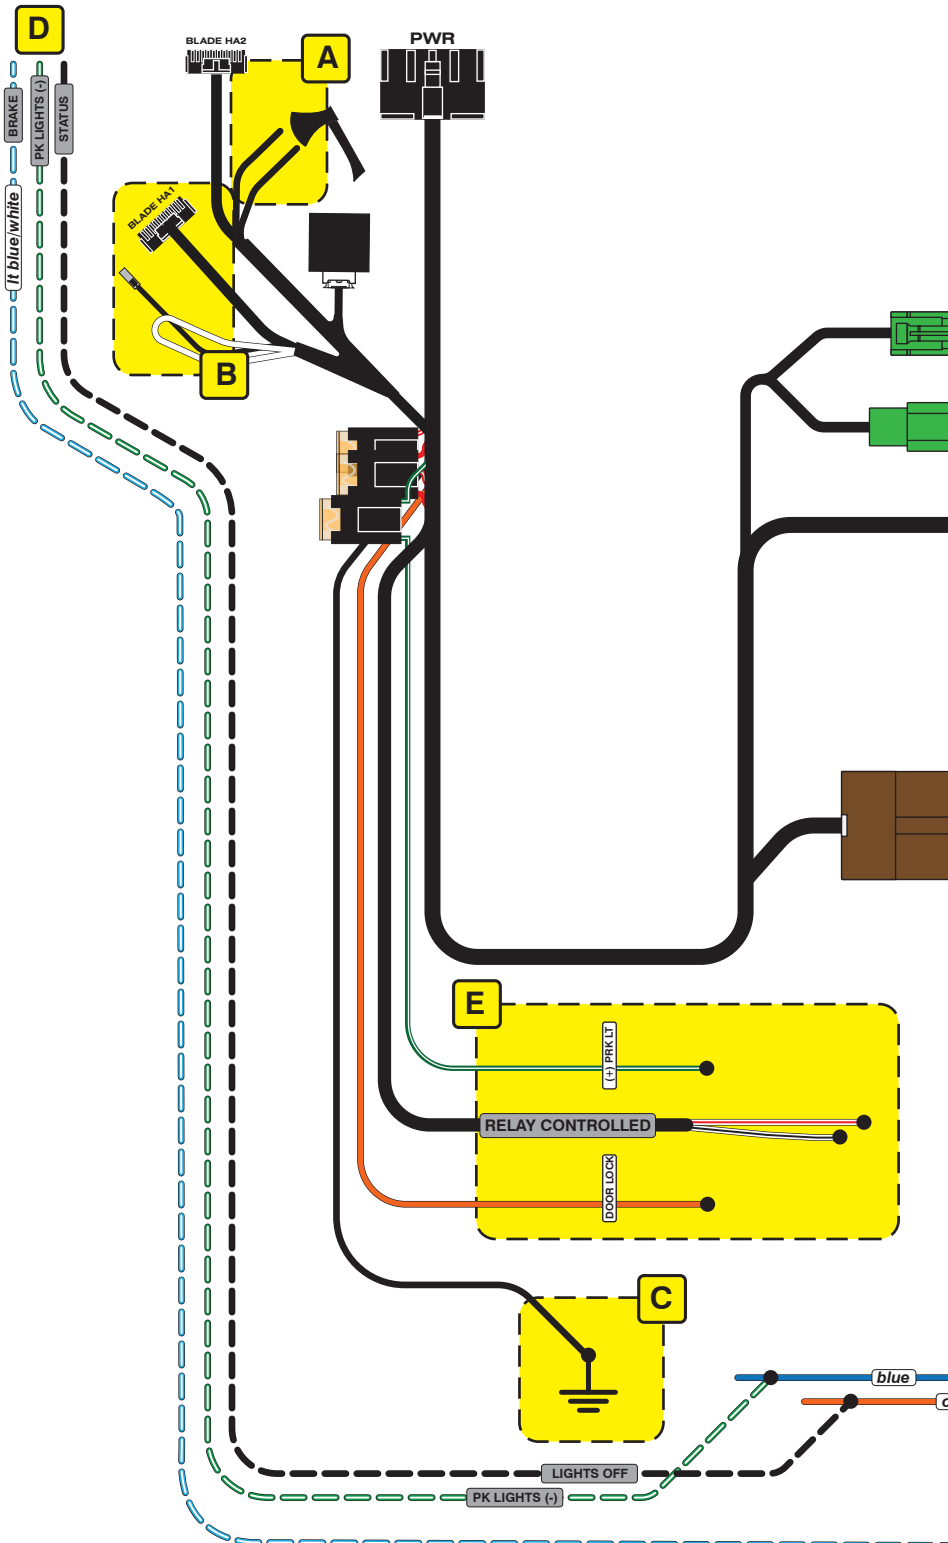 D
BLADE HA2
A
PWR
BRAKE
PK LIGHTS (-)
STATUS
lt blue/white
BLADE HA1
B
E
(+) PRK LT
RELAY CONTROLLED
DOOR LOCK
C
blue
LIGHTS OFF
PK LIGHTS (-)